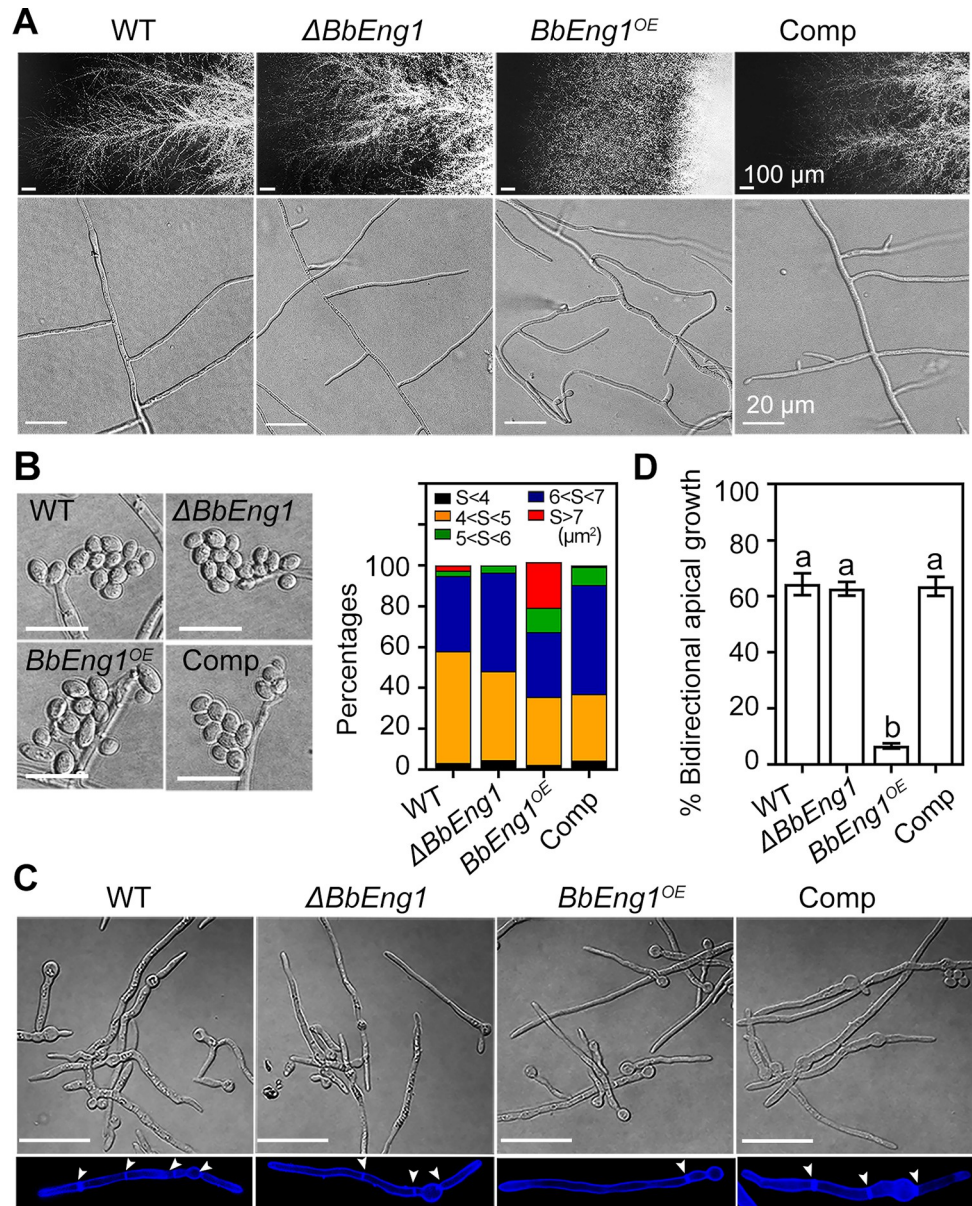 A
WT ΔBbEng1 BbEng1OE Comp
100 µm
20 µm
B
WT ΔBbEng1
BbEng1OE Comp
S<4 6<S<7
4<S<5 S>7
5<S<6 (µm²)
Percentages
100
80
60
40
20
0
WT ΔBbEng1 BbEng1OE Comp
D
% Bidirectional apical growth
100
80
60
40
20
0
a a b a
WT ΔBbEng1 BbEng1OE Comp
C
WT ΔBbEng1 BbEng1OE Comp